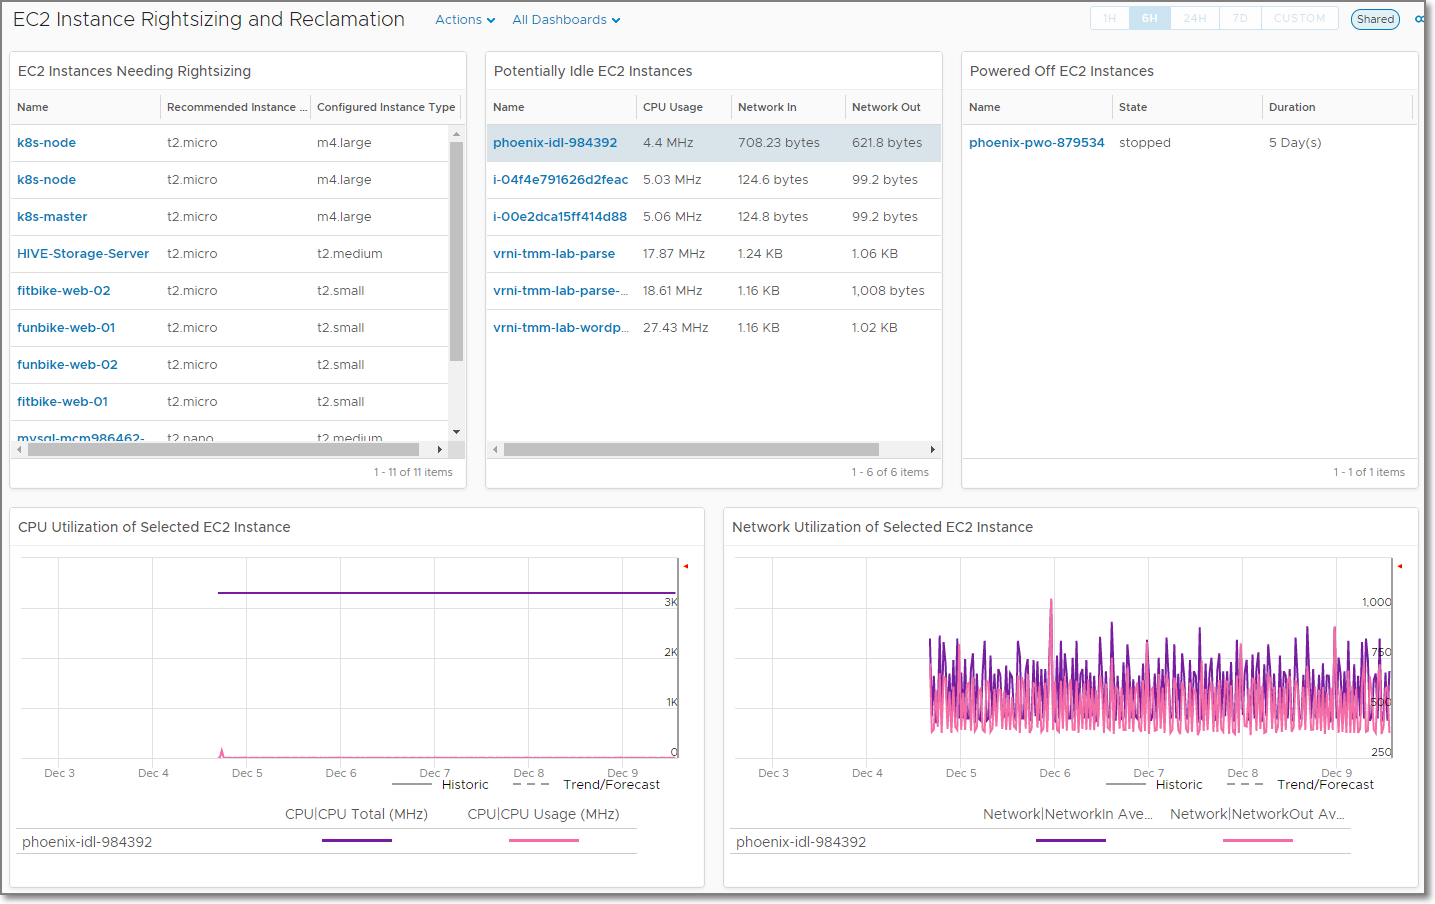 EC2 Instance Rightsizing and Reclamation Actions All Dashboards 1H 6H 24H 7D CUSTOM Shared
EC2 Instances Needing Rightsizing
Name Recommended Instance ... Configured Instance Type
k8s-node t2.micro m4.large
k8s-node t2.micro m4.large
k8s-master t2.micro m4.large
HIVE-Storage-Server t2.micro t2.medium
fitbike-web-02 t2.micro t2.small
funbike-web-01 t2.micro t2.small
funbike-web-02 t2.micro t2.small
fitbike-web-01 t2.micro t2.small
mysql-mcm986462- t2.nano t2.medium
1 - 11 of 11 items
Potentially Idle EC2 Instances
Name CPU Usage Network In Network Out
phoenix-idl-984392 4.4 MHz 708.23 bytes 621.8 bytes
i-04f4e791626d2feac 5.03 MHz 124.6 bytes 99.2 bytes
i-00e2dca15ff414d88 5.06 MHz 124.8 bytes 99.2 bytes
vrni-tmm-lab-parse 17.87 MHz 1.24 KB 1.06 KB
vrni-tmm-lab-parse-... 18.61 MHz 1.16 KB 1,008 bytes
vrni-tmm-lab-wordp... 27.43 MHz 1.16 KB 1.02 KB
1 - 6 of 6 items
Powered Off EC2 Instances
Name State Duration
phoenix-pwo-879534 stopped 5 Day(s)
1 - 1 of 1 items
CPU Utilization of Selected EC2 Instance
3K
2K
1K
0
Dec 3 Dec 4 Dec 5 Dec 6 Dec 7 Dec 8 Dec 9
Historic Trend/Forecast
CPU|CPU Total (MHz) CPU|CPU Usage (MHz)
phoenix-idl-984392
Network Utilization of Selected EC2 Instance
1,000
750
500
250
Dec 3 Dec 4 Dec 5 Dec 6 Dec 7 Dec 8 Dec 9
Historic Trend/Forecast
Network|NetworkIn Ave... Network|NetworkOut Av...
phoenix-idl-984392